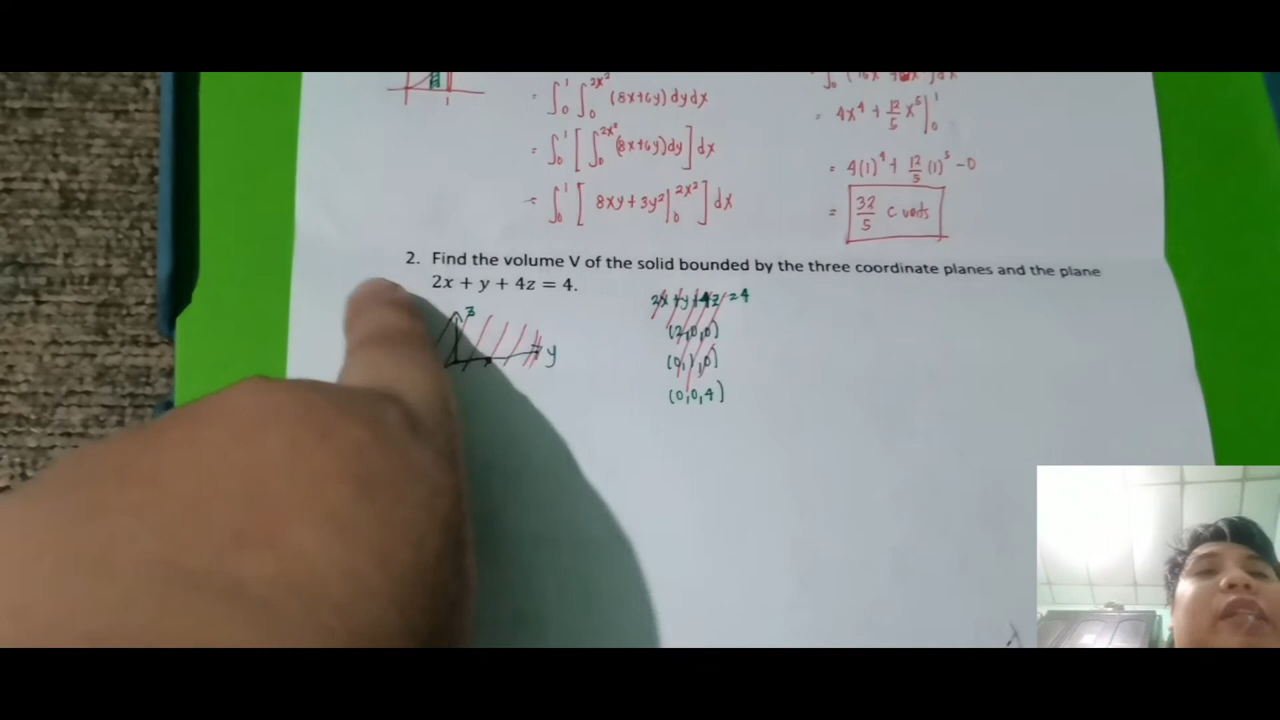 = ∫₀¹ ∫₀^{2x²} (8x+6y) dy dx
= ∫₀¹ [ ∫₀^{2x²} (8x+6y)dy ] dx
= ∫₀¹ [ 8xy + 3y² |₀^{2x²} ] dx
1
= 4x⁴ + 12/5 x⁵ |₀¹
= 4(1)⁴ + 12/5 (1)⁵ - 0
= 32/5 c units
2. Find the volume V of the solid bounded by the three coordinate planes and the plane
2x + y + 4z = 4.
z
y
2x + y + 4z = 4
(2,0,0)
(0,1,0)
(0,0,4)